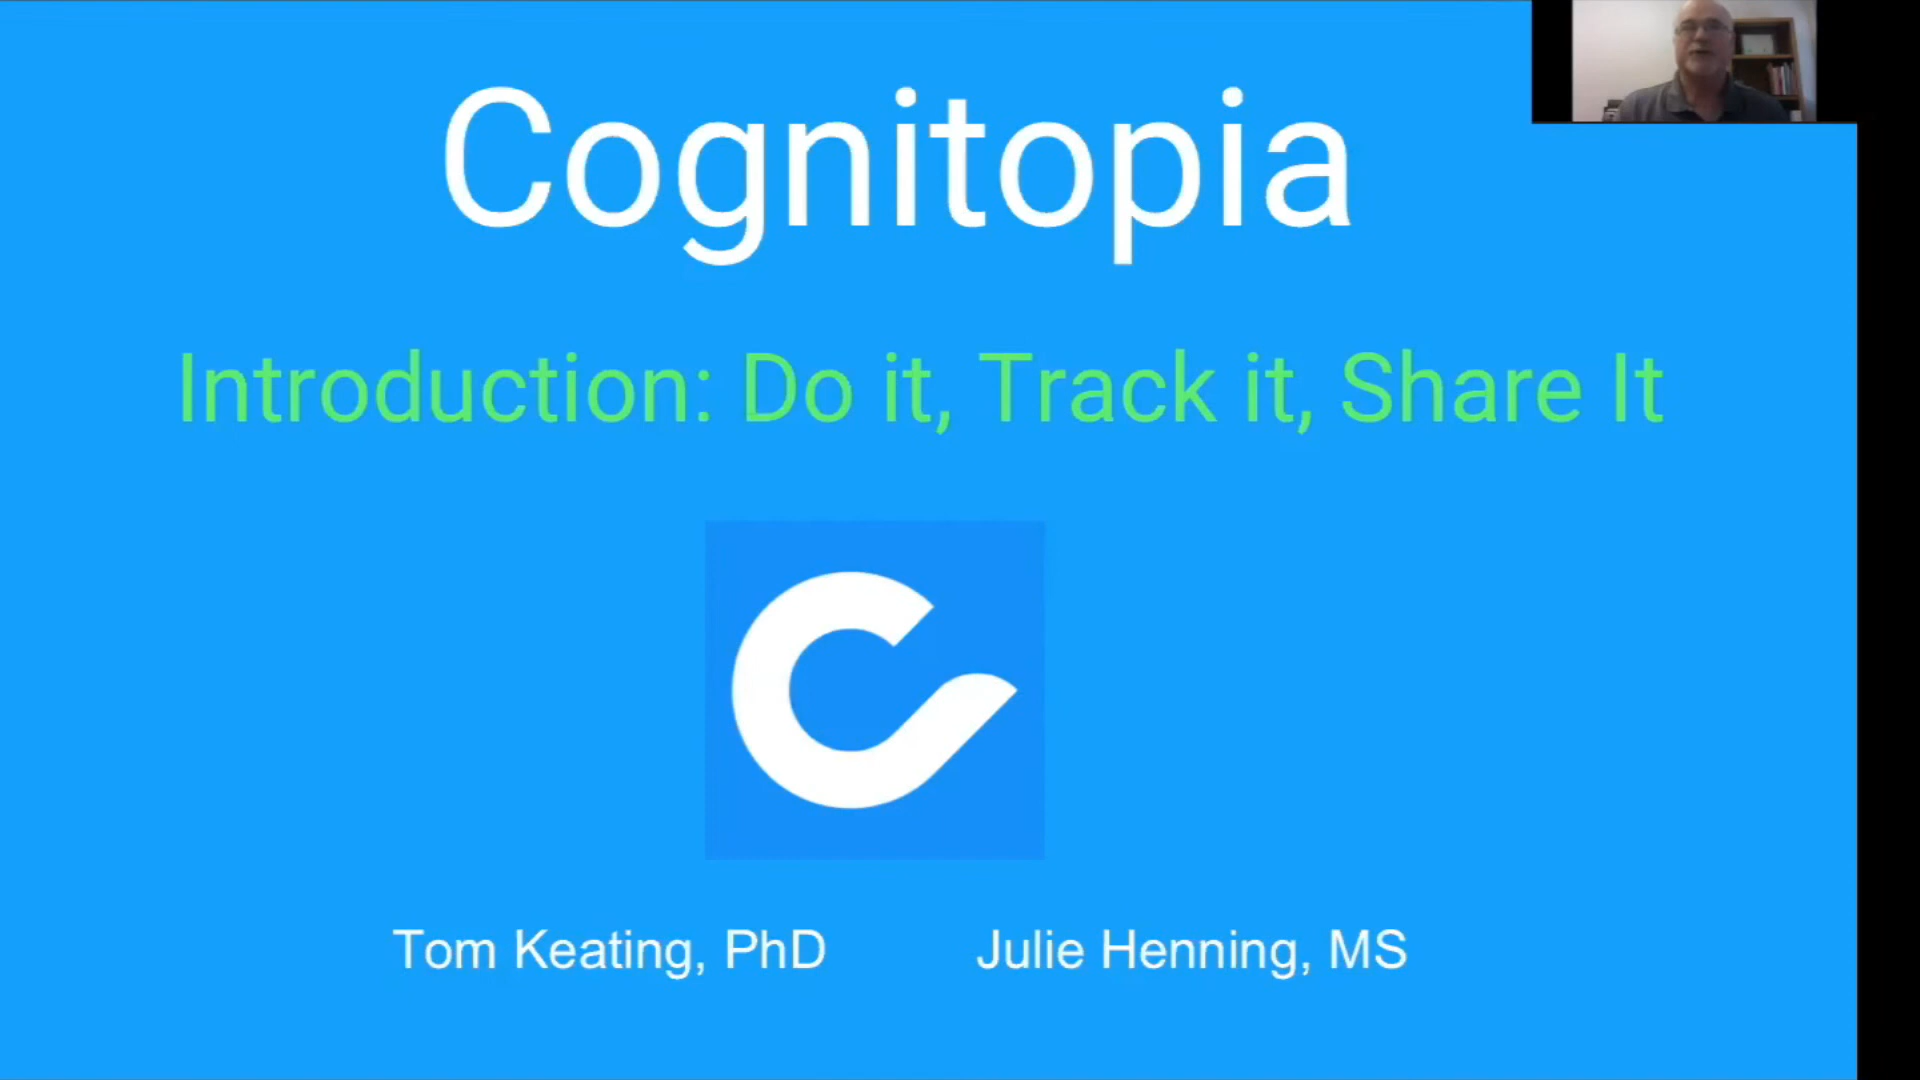 Cognitopia
Introduction: Do it, Track it, Share It
Tom Keating, PhD
Julie Henning, MS